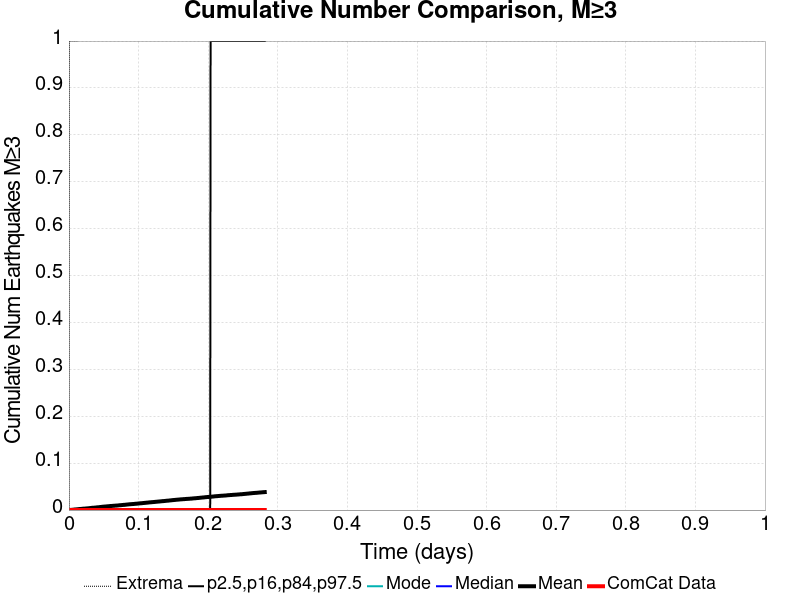 Cumulative Number Comparison, M≥3
Cumulative Num Earthquakes M≥3
1
0.9
0.8
0.7
0.6
0.5
0.4
0.3
0.2
0.1
0
0 0.1 0.2 0.3 0.4 0.5 0.6 0.7 0.8 0.9 1
Time (days)
Extrema p2.5,p16,p84,p97.5 Mode Median Mean ComCat Data